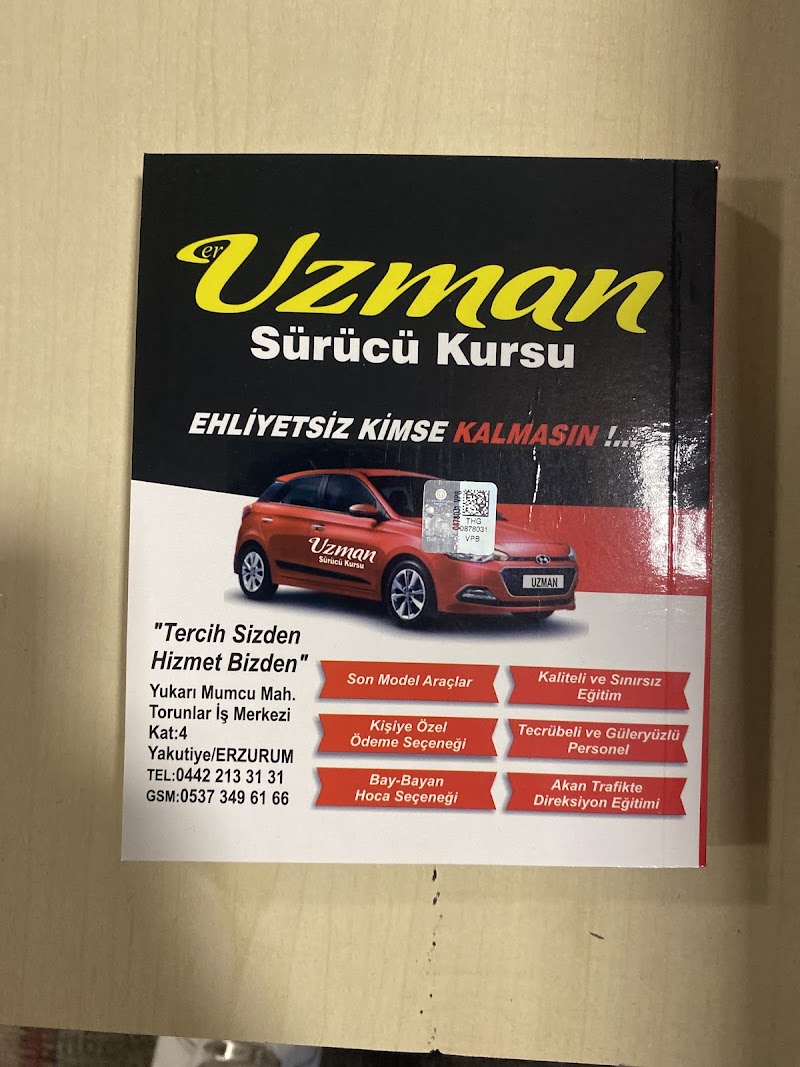 er Uzman
Sürücü Kursu
EHLİYETSİZ KİMSE KALMASIN !...
THG
0878031
VPB
Uzman
Sürücü Kursu
UZMAN
"Tercih Sizden
Hizmet Bizden"
Yukarı Mumcu Mah.
Torunlar İş Merkezi
Kat:4
Yakutiye/ERZURUM
TEL:0442 213 31 31
GSM:0537 349 61 66
Son Model Araçlar
Kaliteli ve Sınırsız
Eğitim
Kişiye Özel
Ödeme Seçeneği
Tecrübeli ve Güleryüzlü
Personel
Bay-Bayan
Hoca Seçeneği
Akan Trafikte
Direksiyon Eğitimi